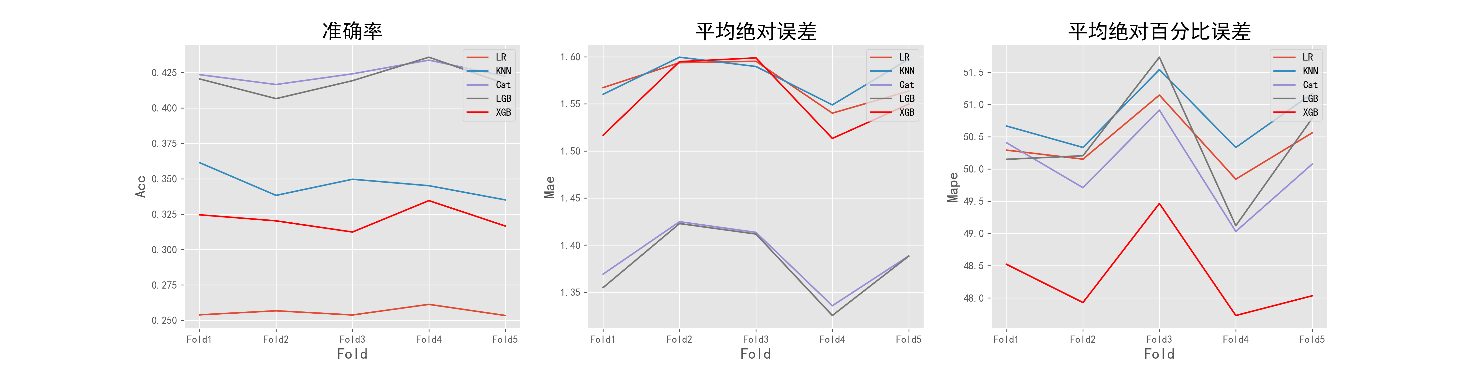 准确率
Acc
0.425
0.400
0.375
0.350
0.325
0.300
0.275
0.250
LR
KNN
Cat
LGB
XGB
Fold1 Fold2 Fold3 Fold4 Fold5
Fold
平均绝对误差
Mae
1.60
1.55
1.50
1.45
1.40
1.35
LR
KNN
Cat
LGB
XGB
Fold1 Fold2 Fold3 Fold4 Fold5
Fold
平均绝对百分比误差
Mape
51.5
51.0
50.5
50.0
49.5
49.0
48.5
48.0
LR
KNN
Cat
LGB
XGB
Fold1 Fold2 Fold3 Fold4 Fold5
Fold